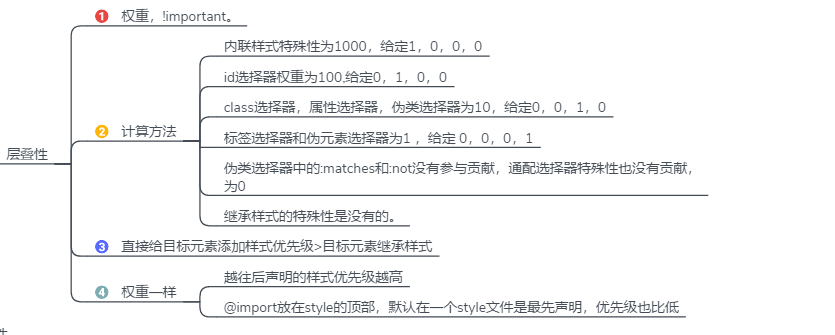 层叠性
1 权重，!important。
2 计算方法
内联样式特殊性为1000，给定1，0，0，0
id选择器权重为100,给定0，1，0，0
class选择器，属性选择器，伪类选择器为10，给定0，0，1，0
标签选择器和伪元素选择器为1 ，给定 0，0，0，1
伪类选择器中的:matches和:not没有参与贡献，通配选择器特殊性也没有贡献，
为0
继承样式的特殊性是没有的。
3 直接给目标元素添加样式优先级>目标元素继承样式
4 权重一样
越往后声明的样式优先级越高
@import放在style的顶部，默认在一个style文件是最先声明，优先级也比低